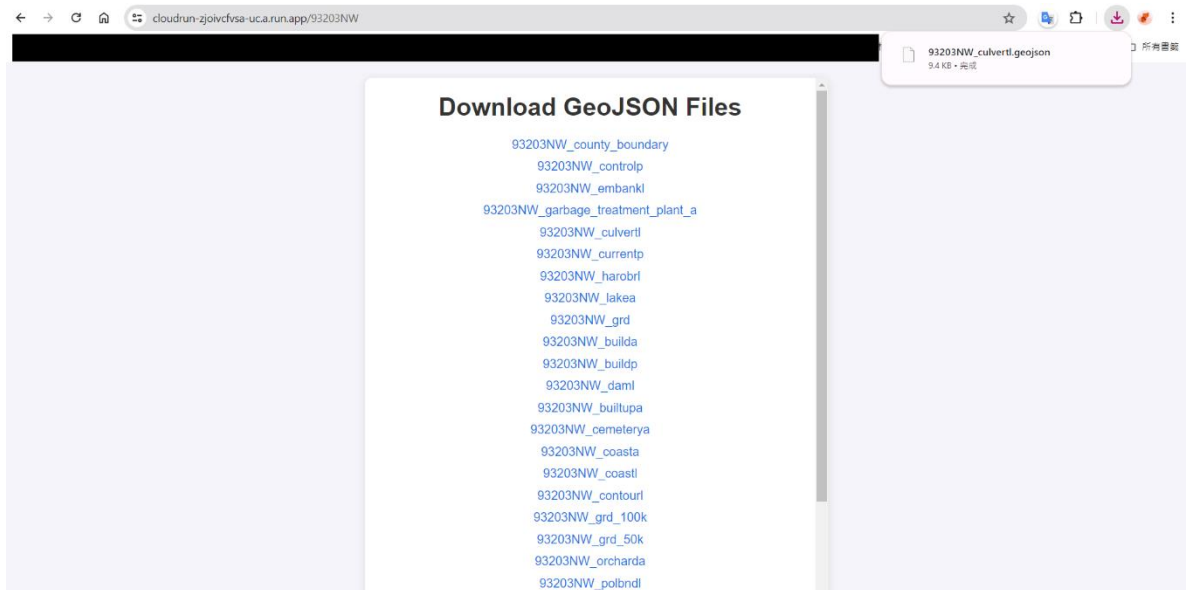 cloudrun-zjoivcfvsa-uc.a.run.app/93203NW
93203NW_culvertl.geojson
9.4 KB • 完成
所有書籤
Download GeoJSON Files
93203NW_county_boundary
93203NW_controlp
93203NW_embankl
93203NW_garbage_treatment_plant_a
93203NW_culvertl
93203NW_currentp
93203NW_harobrl
93203NW_lakea
93203NW_grd
93203NW_builda
93203NW_buildp
93203NW_daml
93203NW_builtupa
93203NW_cemeterya
93203NW_coasta
93203NW_coastl
93203NW_contourl
93203NW_grd_100k
93203NW_grd_50k
93203NW_orcharda
93203NW_polbndl